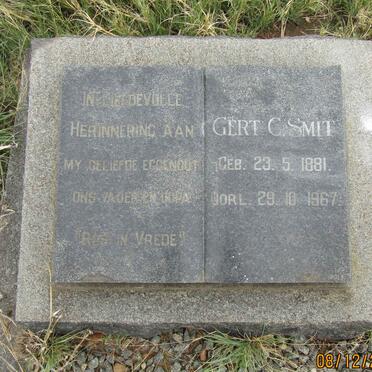 IN LIEFDEVOLLE
HERINNERING AAN
MY GELIEFDE EGGENOOT
ONS VADER EN OUPA
"RUS IN VREDE"
GERT C. SMIT
GEB. 23.5.1881.
OORL. 29.10.1967.
08/12/2